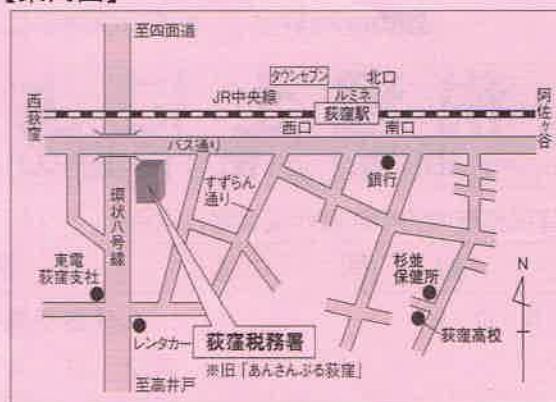 至四面道
タウンセブン
北口
JR中央線
ルミネ
荻窪駅
西荻窪
阿佐ヶ谷
西口
南口
バス通り
銀行
すずらん
通り
環状八号線
東電
荻窪支社
杉並
保健所
N
レンタカー
荻窪税務署
※旧「あんさんぶる荻窪」
荻窪高校
至高井戸